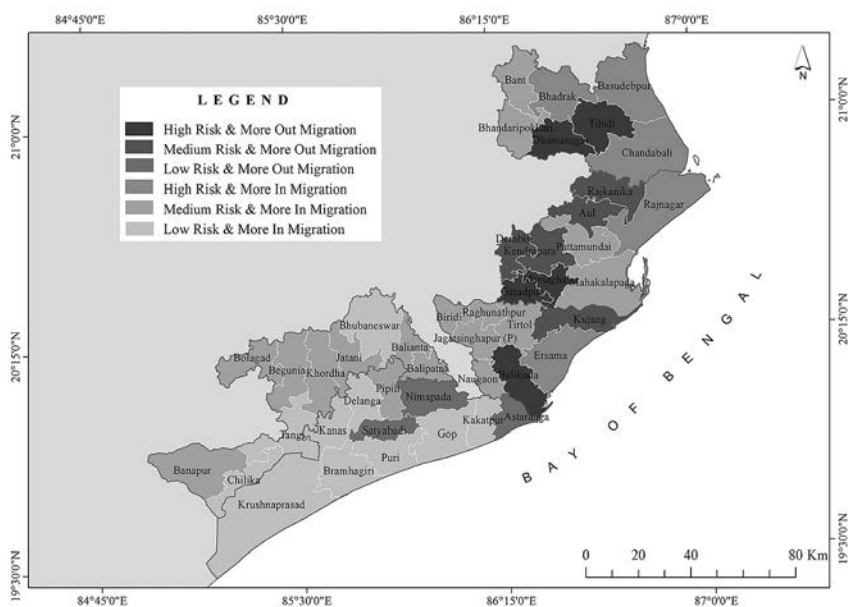 84°45'0"E 85°30'0"E 86°15'0"E 87°0'0"E
N
LEGEND
High Risk & More Out Migration
Medium Risk & More Out Migration
Low Risk & More Out Migration
High Risk & More In Migration
Medium Risk & More In Migration
Low Risk & More In Migration
21°0'0"N
21°0'0"N
Bant
Basudebpur
Bhadrak
Tihidi
Bhandaripokhari
Dhamanagar
Chandabali
Rajkanika
Rajnagar
Aul
Derabis
Pattamundai
Kendrapara
Mahakalapada
Garadpur
Kujang
Raghunathpur
Biridi
Tirtol
Jagatsinghapur (P)
Ersama
Balikuda
Naugaon
Astaranga
Bhubaneswar
Balianta
Jatani
Bolagad
Begunia
Khordha
Balipatna
Pipili
Nimapada
Delanga
Kakatpur
Satyabadi
Gop
Tangi
Kanas
Puri
Banapur
Chilika
Bramhagiri
Krushnaprasad
20°15'0"N
20°15'0"N
BAY OF BENGAL
19°30'0"N
19°30'0"N
0 20 40 80 Km
84°45'0"E 85°30'0"E 86°15'0"E 87°0'0"E